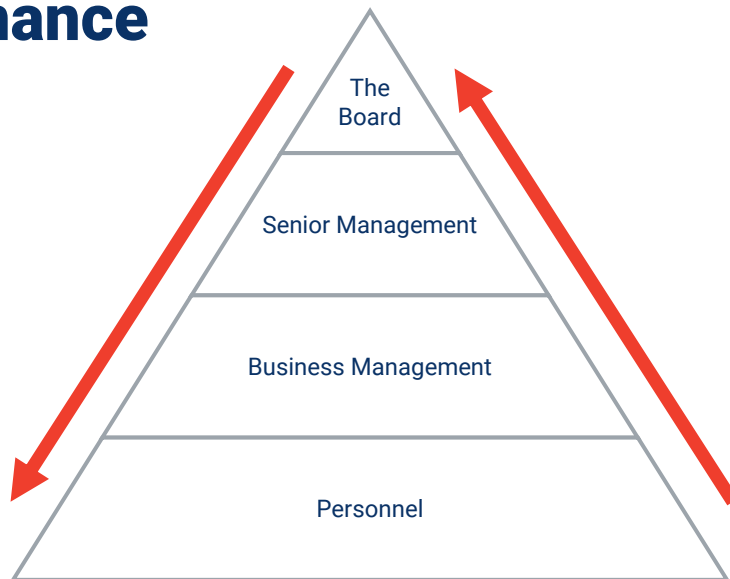 nance
The
Board
Senior Management
Business Management
Personnel